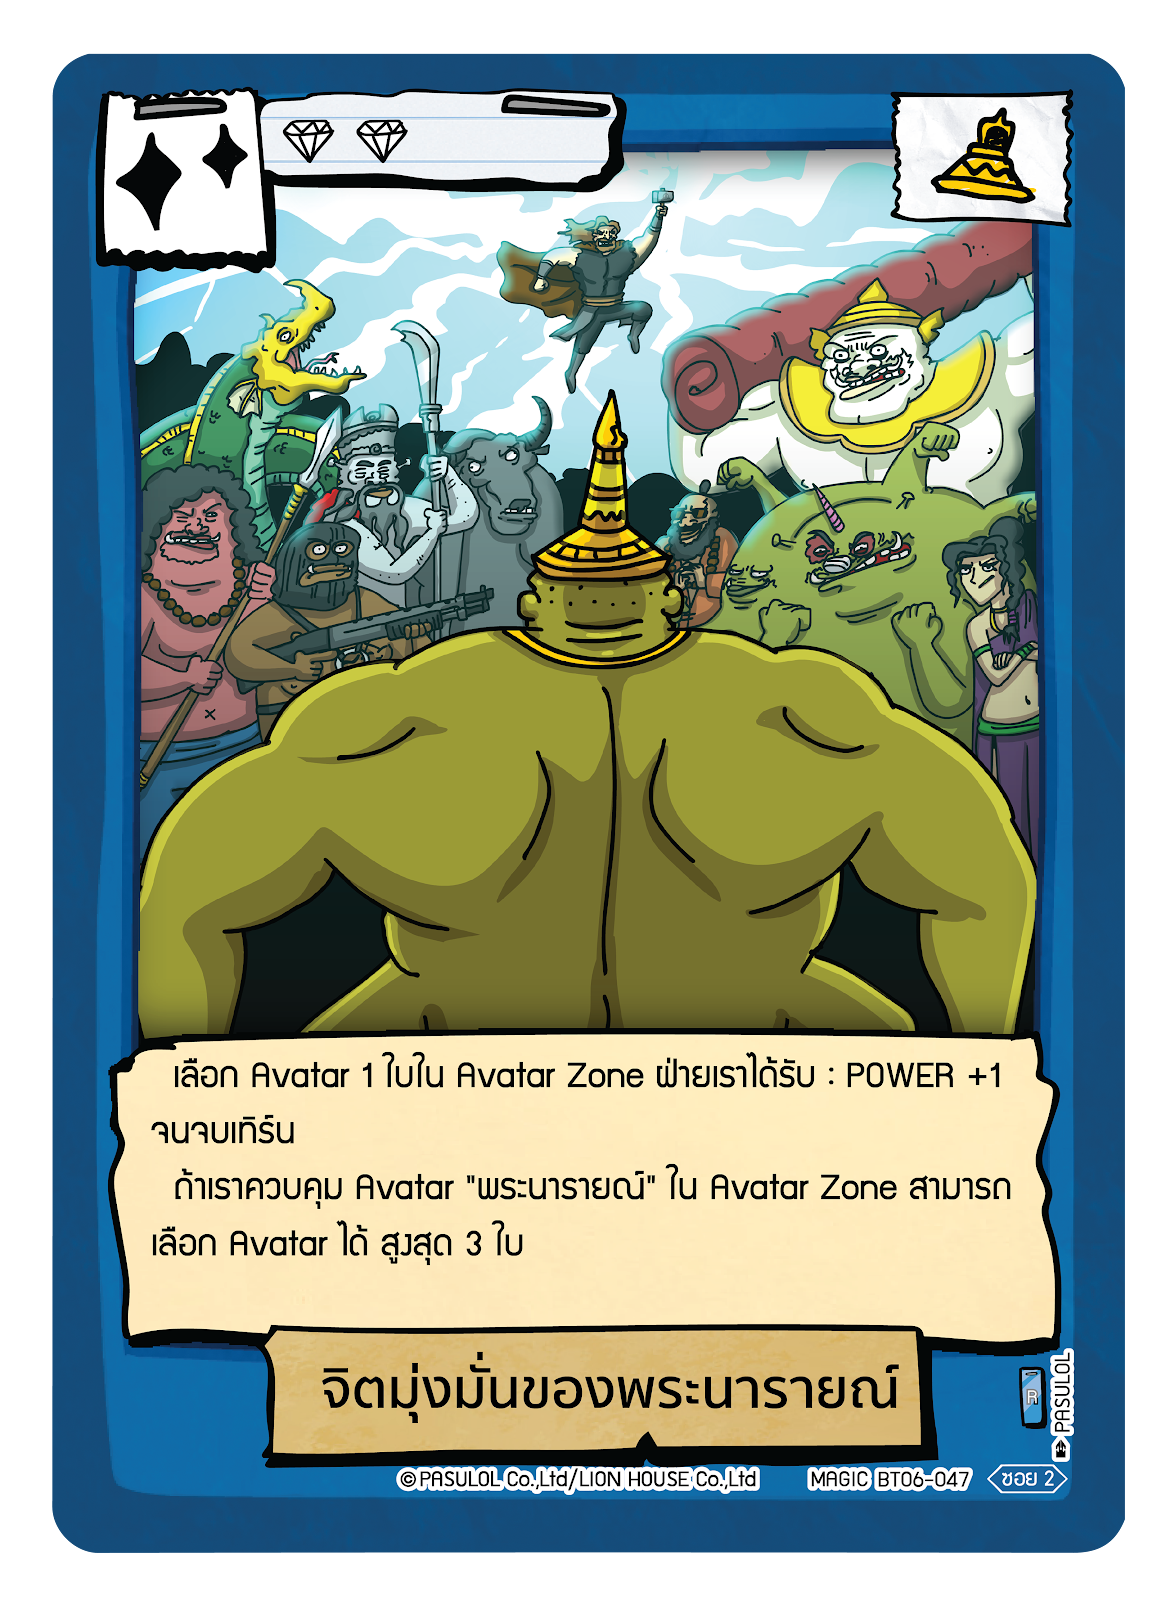 เลือก Avatar 1 ใบใน Avatar Zone ฝ่ายเราได้รับ : POWER +1
จนจบเทิร์น
ถ้าเราควบคุม Avatar "พระนารายณ์" ใน Avatar Zone สามารถ
เลือก Avatar ได้ สูงสุด 3 ใบ
จิตมุ่งมั่นของพระนารายณ์
R
PASULOL
©PASULOL Co.,Ltd/LION HOUSE Co.,Ltd MAGIC BT06-047 ซอย 2